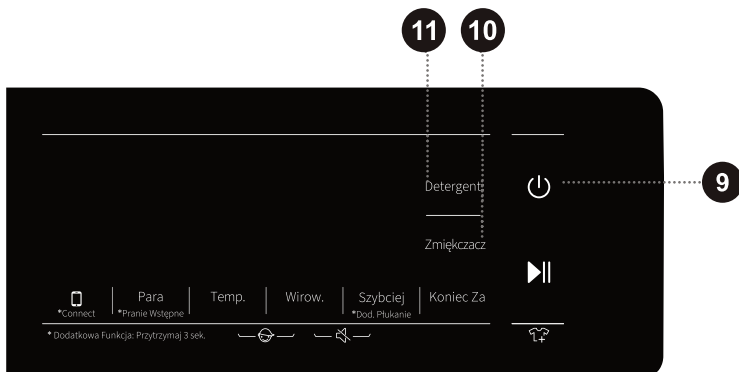 11 10
Detergent
9
Zmiękczacz
Para Temp. Wirow. Szybciej Koniec Za
*Connect *Pranie Wstępne *Dod. Płukanie
* Dodatkowa Funkcja: Przytrzymaj 3 sek.